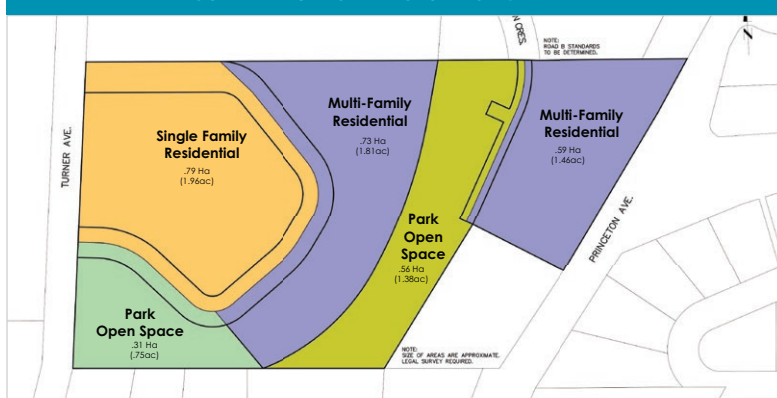 N CRES.
NOTE:
ROAD B STANDARDS
TO BE DETERMINED.
TURNER AVE.
Single Family
Residential
.79 Ha
(1.96ac)
Multi-Family
Residential
.73 Ha
(1.81ac)
Multi-Family
Residential
.59 Ha
(1.46ac)
Park
Open
Space
.56 Ha
(1.38ac)
PRINCETON AVE.
Park
Open Space
.31 Ha
(.75ac)
NOTE:
SIZE OF AREAS ARE APPROXIMATE.
LEGAL SURVEY REQUIRED.